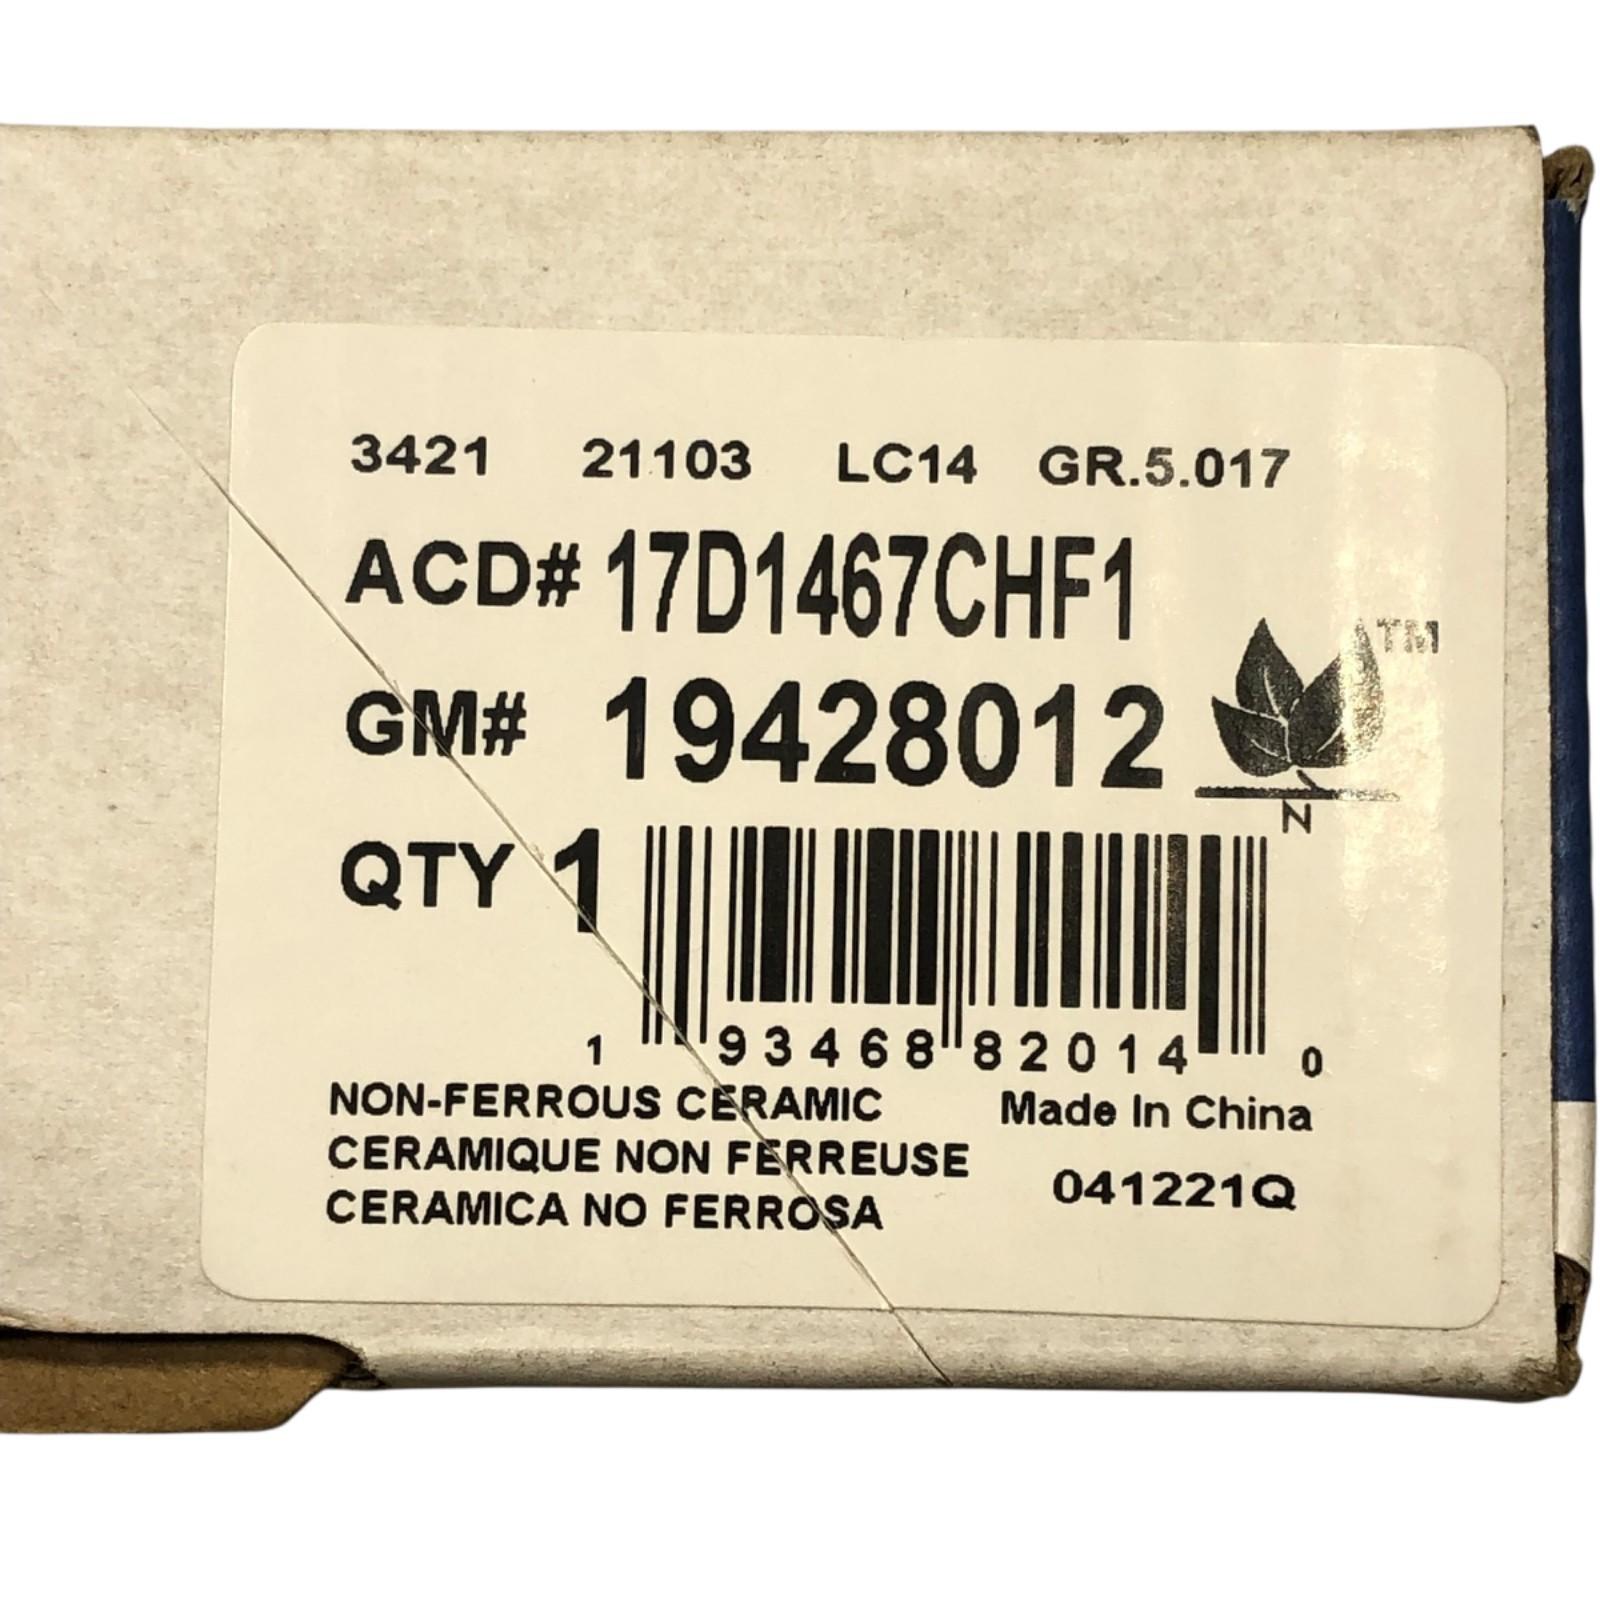 3421 21103 LC14 GR.5.017
ACD# 17D1467CHF1
TM
GM# 19428012
N
QTY 1
1 93468 82014 0
NON-FERROUS CERAMIC Made In China
CERAMIQUE NON FERREUSE
CERAMICA NO FERROSA 041221Q